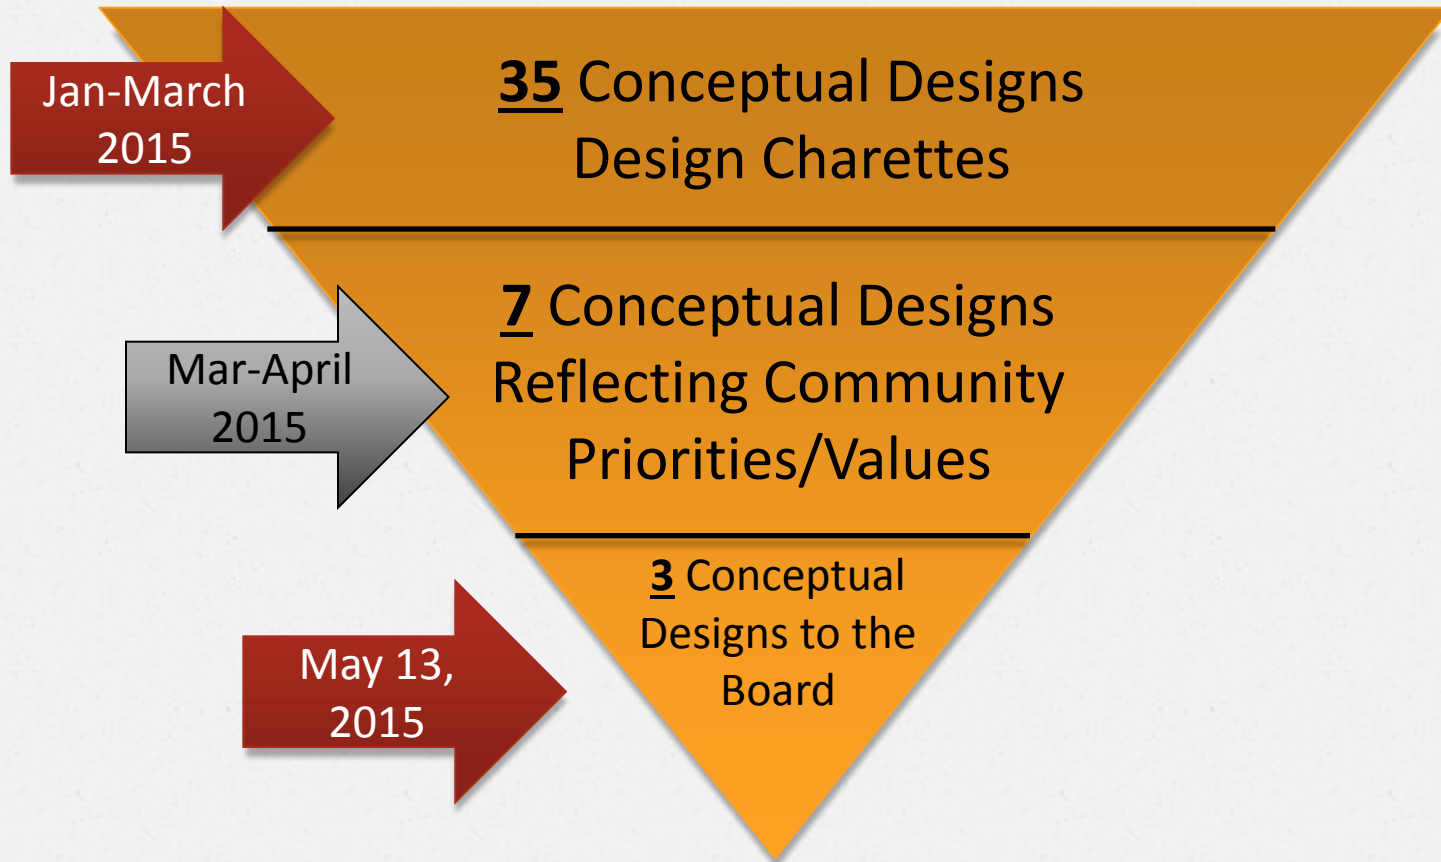 Jan-March
2015
35 Conceptual Designs
Design Charettes
Mar-April
2015
7 Conceptual Designs
Reflecting Community
Priorities/Values
May 13,
2015
3 Conceptual
Designs to the
Board